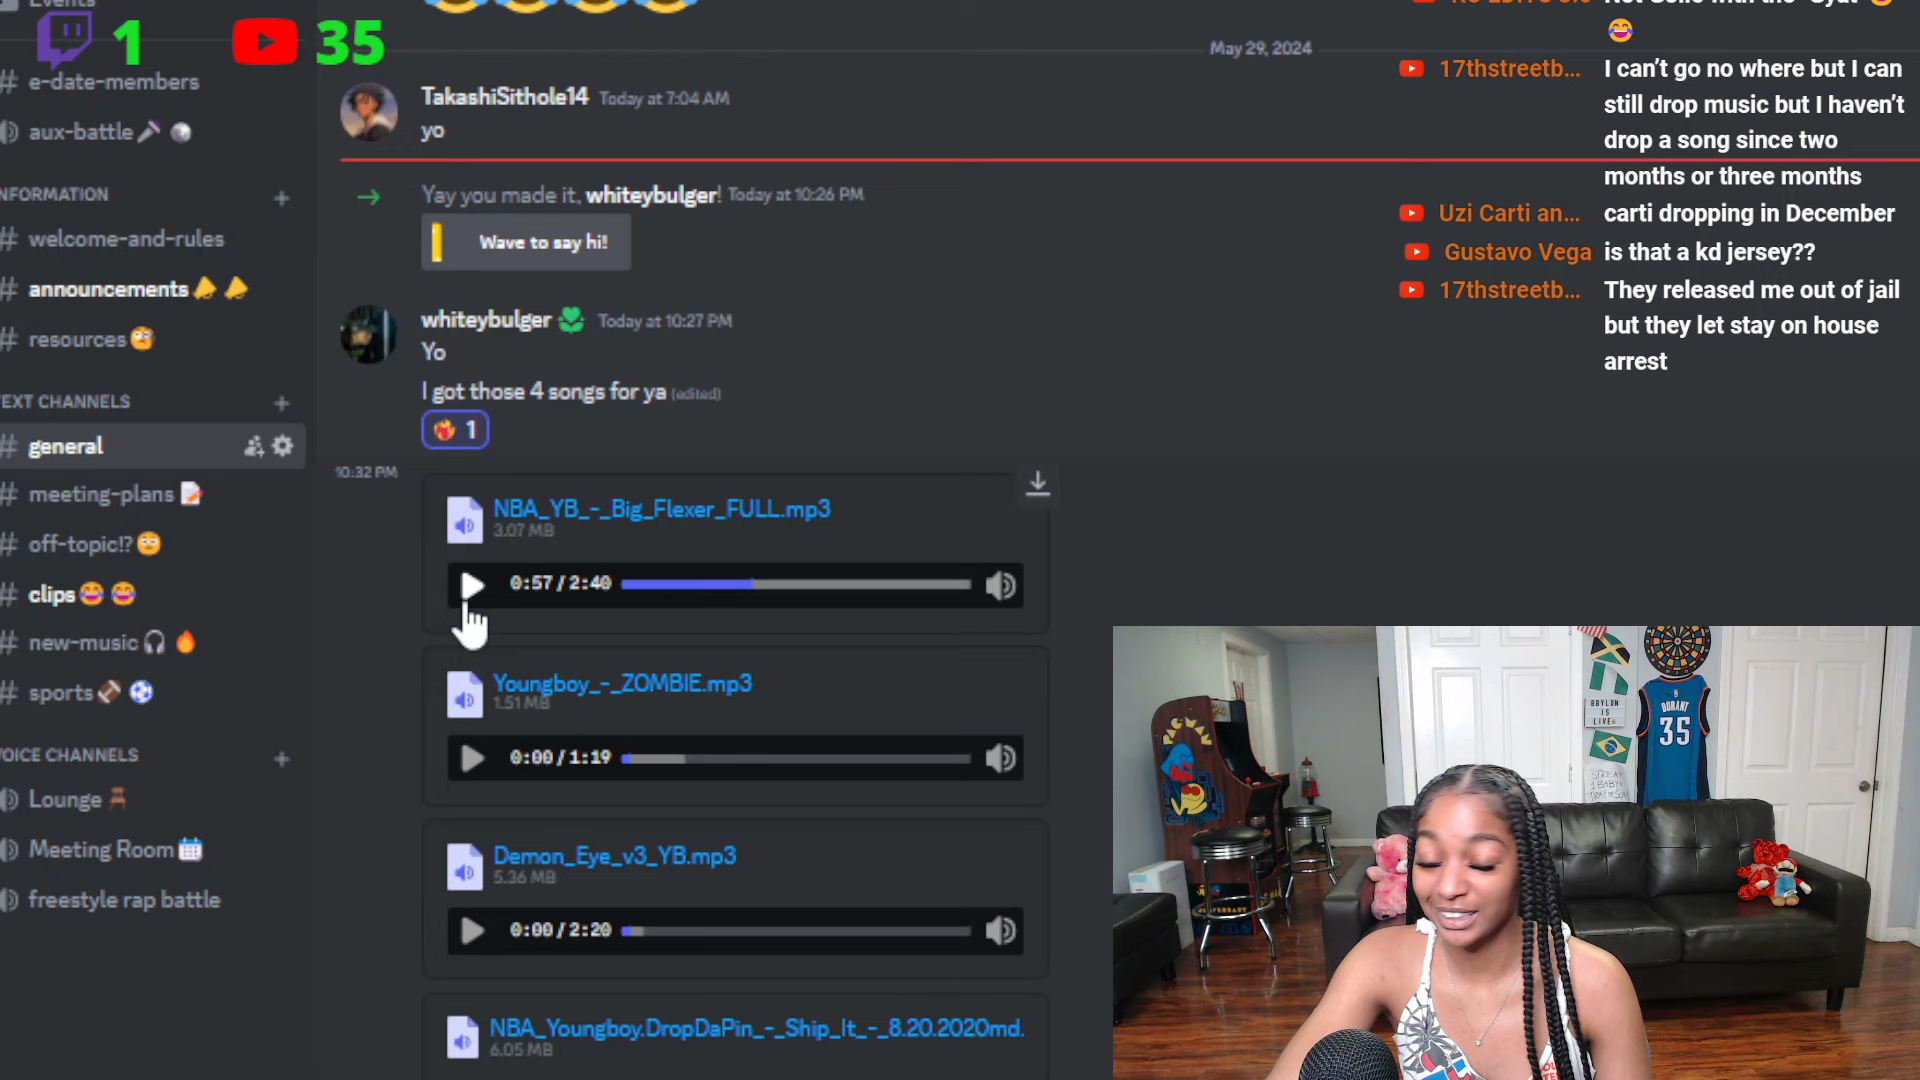 Events
1
35
# e-date-members
aux-battle
INFORMATION +
# welcome-and-rules
# announcements
# resources
TEXT CHANNELS +
# general
# meeting-plans
# off-topic!?
# clips
# new-music
# sports
VOICE CHANNELS +
Lounge
Meeting Room
freestyle rap battle
May 29, 2024
TakashiSithole14 Today at 7:04 AM
yo
Yay you made it, whiteybulger! Today at 10:26 PM
Wave to say hi!
whiteybulger Today at 10:27 PM
Yo
I got those 4 songs for ya (edited)
1
10:32 PM
NBA_YB_-_Big_Flexer_FULL.mp3
3.07 MB
0:57 / 2:40
Youngboy_-_ZOMBIE.mp3
1.51 MB
0:00 / 1:19
Demon_Eye_v3_YB.mp3
5.36 MB
0:00 / 2:20
NBA_Youngboy.DropDaPin_-_Ship_It_-_8.20.2020md.
6.05 MB
17thstreetb... I can't go no where but I can
still drop music but I haven't
drop a song since two
months or three months
Uzi Carti an... carti dropping in December
Gustavo Vega is that a kd jersey??
17thstreetb... They released me out of jail
but they let stay on house
arrest
BBYLON
IS
LIVE
DURANT
35